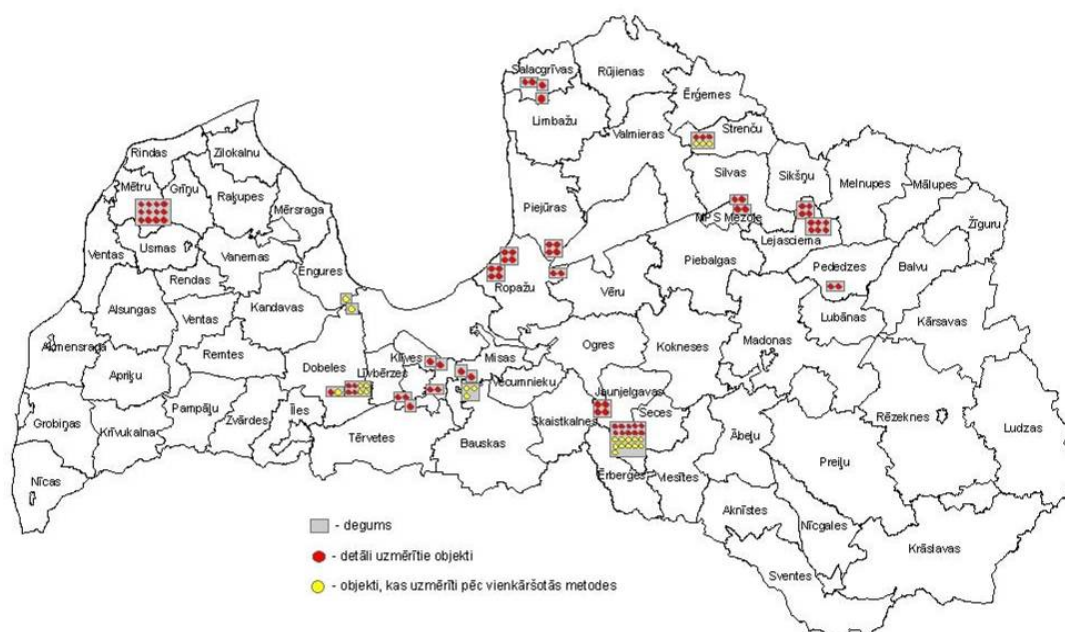 Salacgrīvas
Rūjienas
Ērģemes
Limbažu
Valmieras
Strenču
Rindas
Zilokalnu
Mētru
Grīņu
Raķupes
Mērsraga
Silvas
Sikšņu
Melnupes
Mālupes
Piejūras
MPS Mežole
Lejasciema
Žīguru
Ventas
Usmas
Vanemas
Engures
Rendas
Piebalgas
Pededzes
Balvu
Alsungas
Ventas
Kandavas
Ropažu
Vēru
Lubānas
Kārsavas
Akmensraga
Remtes
Dobeles
Līvbērzes
Klīves
Misas
Ogres
Kokneses
Madonas
Apriķu
Vecumnieku
Jaunjelgavas
Grobiņas
Krīvukalna
Pampāļu
Zvārdes
Īles
Tērvetes
Bauskas
Skaistkalnes
Seces
Ābeļu
Rēzeknes
Ludzas
Nīcas
Ērberģes
Viesītes
Preiļu
Aknīstes
Nīcgales
Krāslavas
Sventes
- degums
- detāli uzmērītie objekti
- objekti, kas uzmērīti pēc vienkāršotās metodes